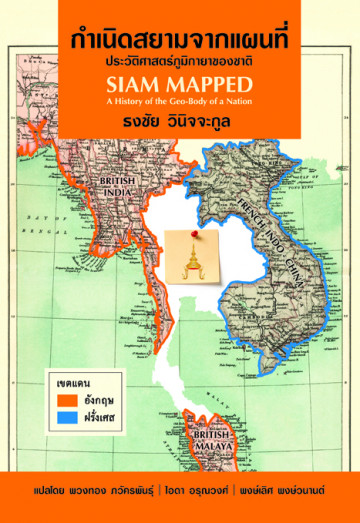 กำเนิดสยามจากแผนที่
ประวัติศาสตร์ภูมิกายาของชาติ
SIAM MAPPED
A History of the Geo-Body of a Nation
ธงชัย วินิจจะกูล
BRITISH
INDIA
FRENCH INDO-CHINA
BAY OF
BENGAL
เขตแดน
อังกฤษ
ฝรั่งเศส
BRITISH
MALAYA
แปลโดย พวงทอง ภวัครพันธุ์ | ไอดา อรุณวงศ์ | พงษ์เลิศ พงษ์วนานต์